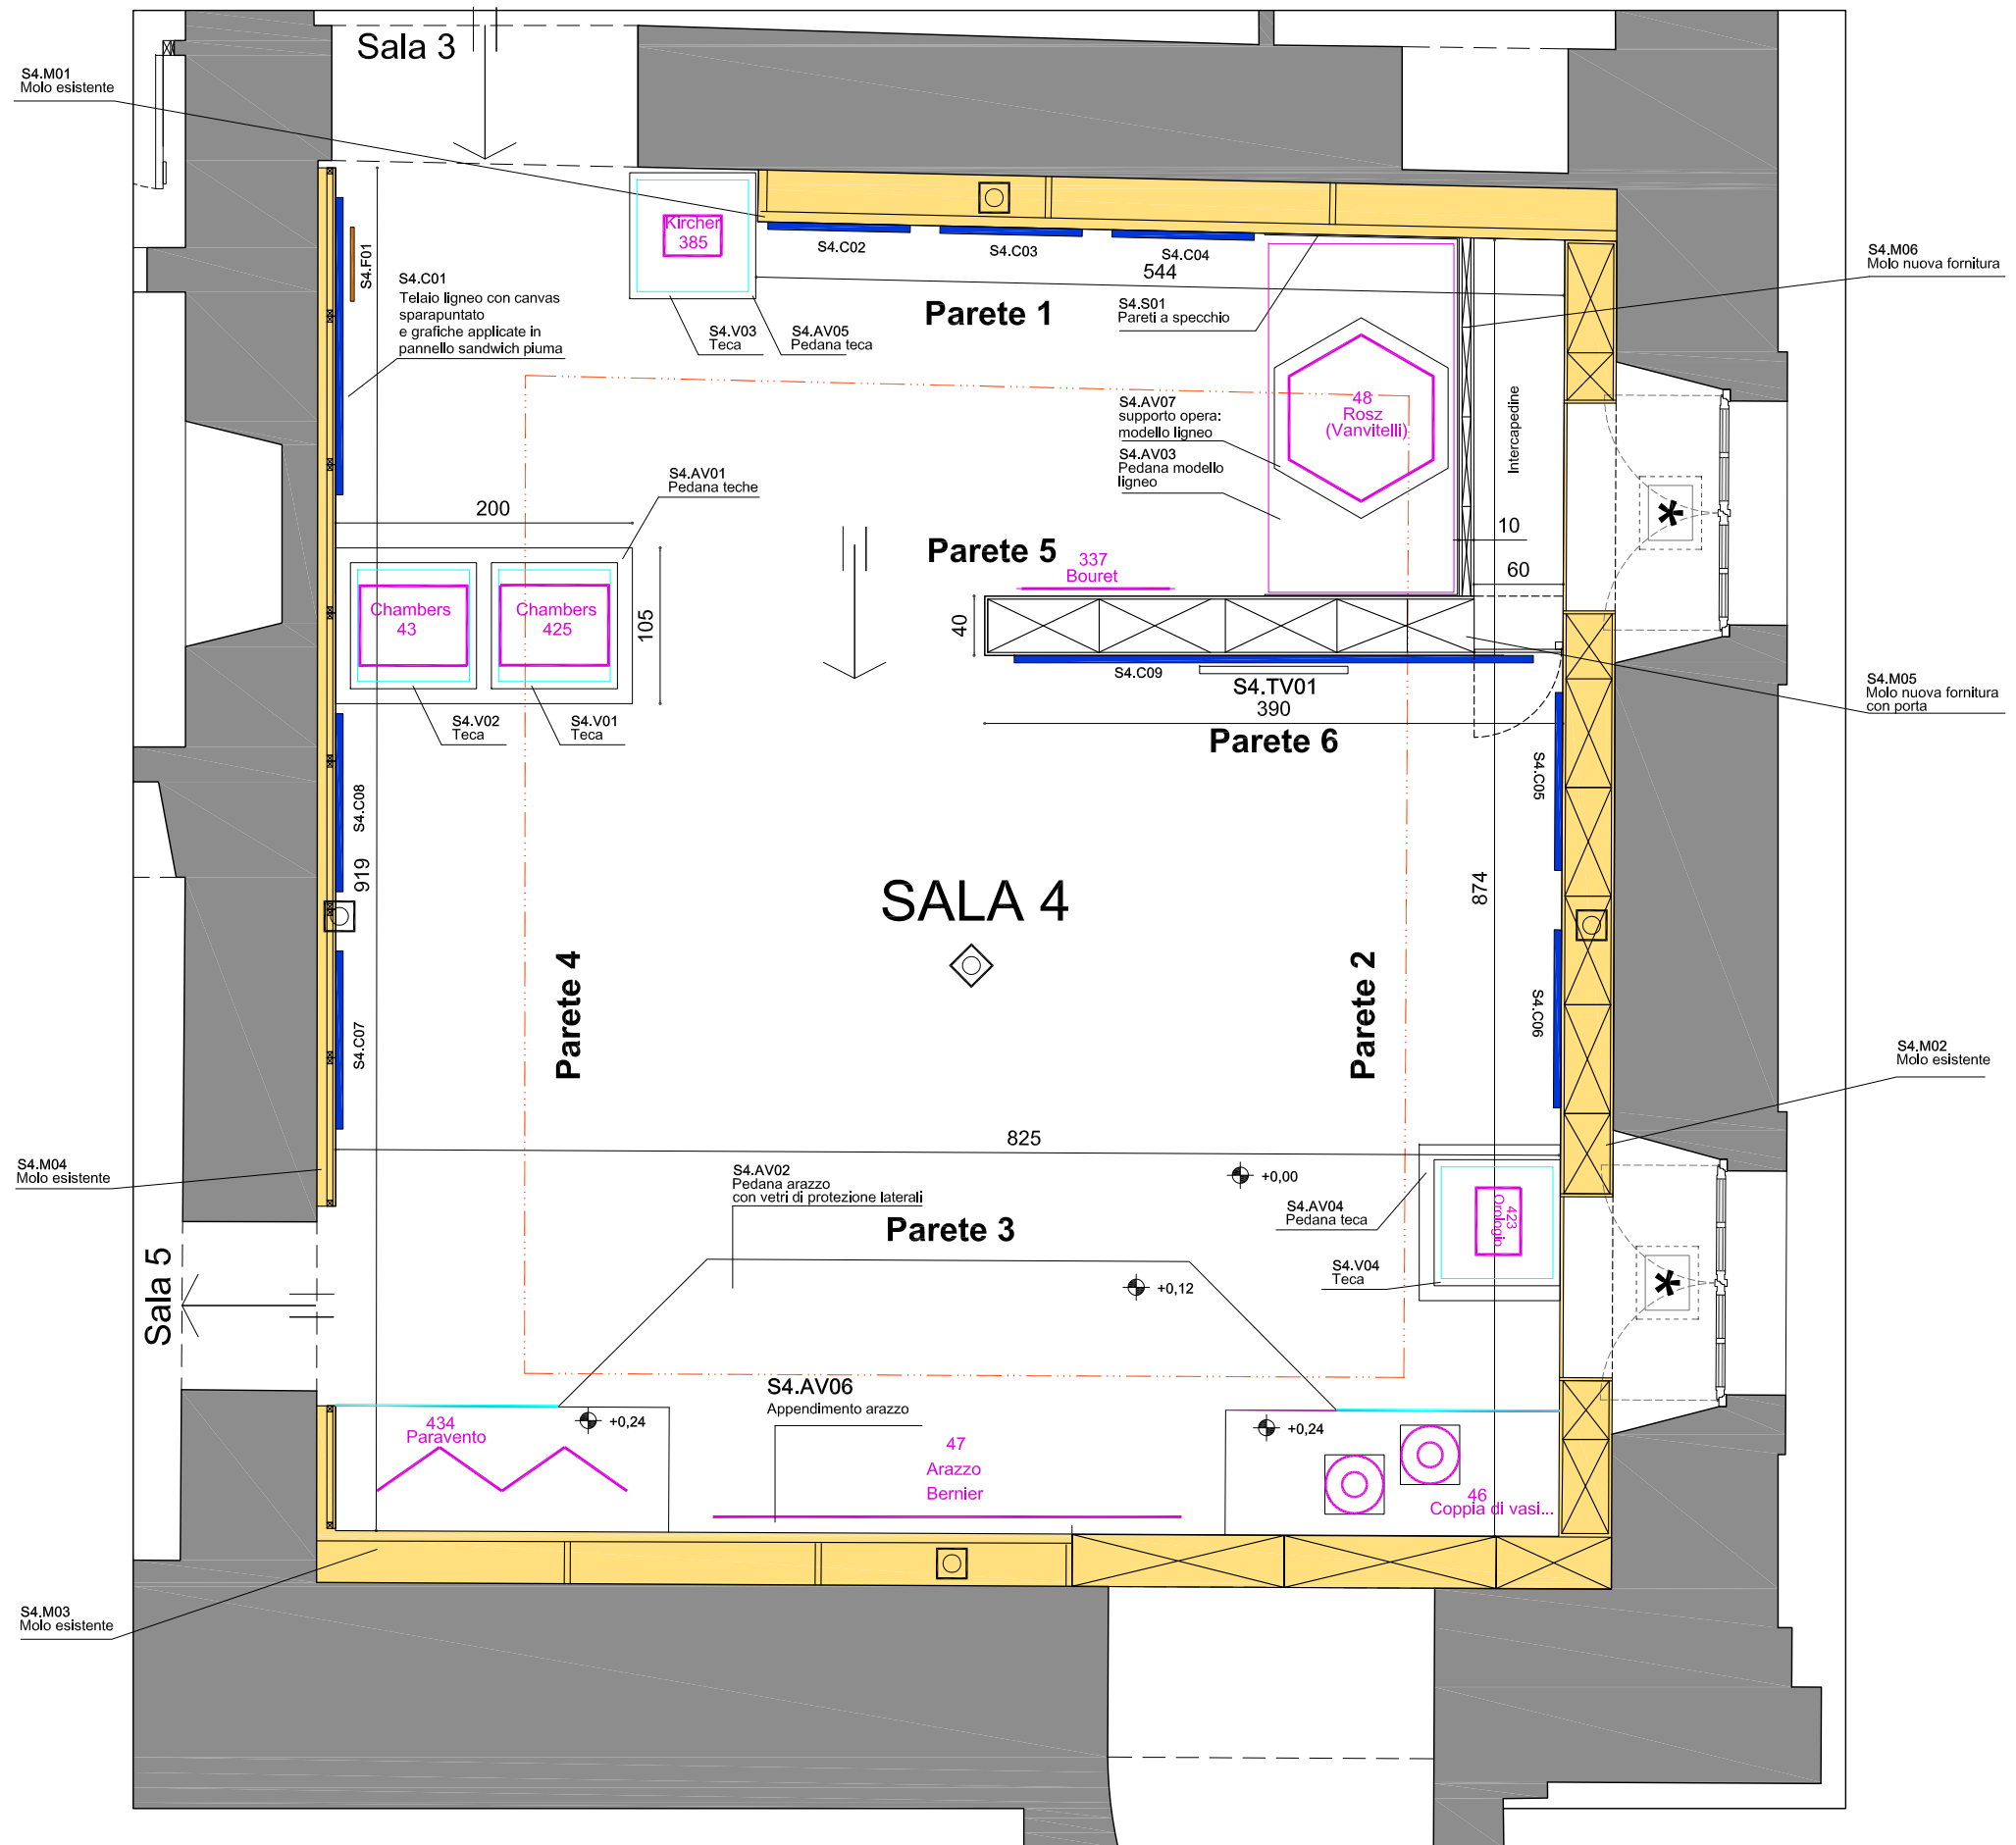 Sala 3
S4.M01
Molo esistente
Kircher
385
S4.C02
S4.C03
S4.C04
544
S4.F01
S4.C01
Telaio ligneo con canvas
sparapuntato
e grafiche applicate in
pannello sandwich piuma
S4.V03
Teca
S4.AV05
Pedana teca
Parete 1
S4.S01
Pareti a specchio
S4.M06
Molo nuova fornitura
S4.AV07
supporto opera:
modello ligneo
S4.AV03
Pedana modello
ligneo
48
Rosz
(Vanvitelli)
Intercapedine
S4.AV01
Pedana teche
200
10
Parete 5
337
Bouret
60
Chambers
43
Chambers
425
105
40
S4.C09
S4.TV01
390
Parete 6
S4.M05
Molo nuova fornitura
con porta
S4.V02
Teca
S4.V01
Teca
S4.C08
S4.C05
919
874
SALA 4
Parete 4
Parete 2
S4.C07
S4.C06
S4.M02
Molo esistente
825
S4.M04
Molo esistente
S4.AV02
Pedana arazzo
con vetri di protezione laterali
+0,00
S4.AV04
Pedana teca
423
Orologio
Parete 3
S4.V04
Teca
+0,12
Sala 5
S4.AV06
Appendimento arazzo
434
Paravento
+0,24
+0,24
47
Arazzo
Bernier
46
Coppia di vasi...
S4.M03
Molo esistente